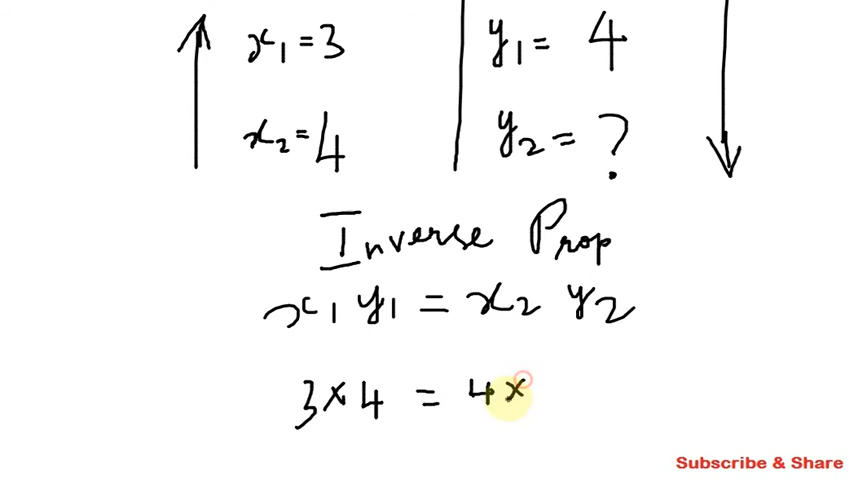 x₁ = 3 y₁ = 4
x₂ = 4 y₂ = ?
Inverse Prop
x₁ y₁ = x₂ y₂
3 × 4 = 4 ×
Subscribe & Share